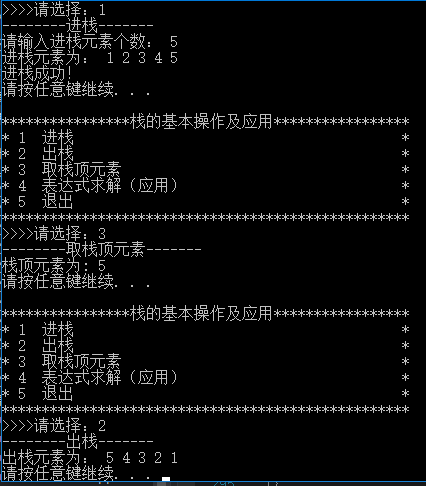 >>>>请选择：1
--------进栈-------
请输入进栈元素个数： 5
进栈元素为： 1 2 3 4 5
进栈成功!
请按任意键继续. . .
****************栈的基本操作及应用*****************
* 1  进栈 *
* 2  出栈 *
* 3  取栈顶元素 *
* 4  表达式求解（应用） *
* 5  退出 *
***************************************************
>>>>请选择：3
--------取栈顶元素-------
栈顶元素为: 5
请按任意键继续. . .
****************栈的基本操作及应用*****************
* 1  进栈 *
* 2  出栈 *
* 3  取栈顶元素 *
* 4  表达式求解（应用） *
* 5  退出 *
***************************************************
>>>>请选择：2
--------出栈-------
出栈元素为： 5 4 3 2 1
请按任意键继续. . .